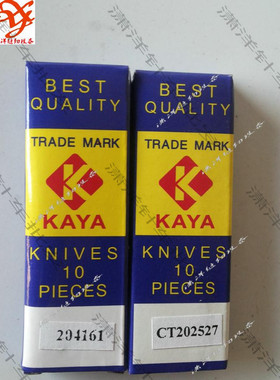 BEST
QUALITY
TRADE MARK
KAYA
KNIVES
10
PIECES
204161
BEST
QUALITY
TRADE MARK
KAYA
KNIVES
10
PIECES
CT202527